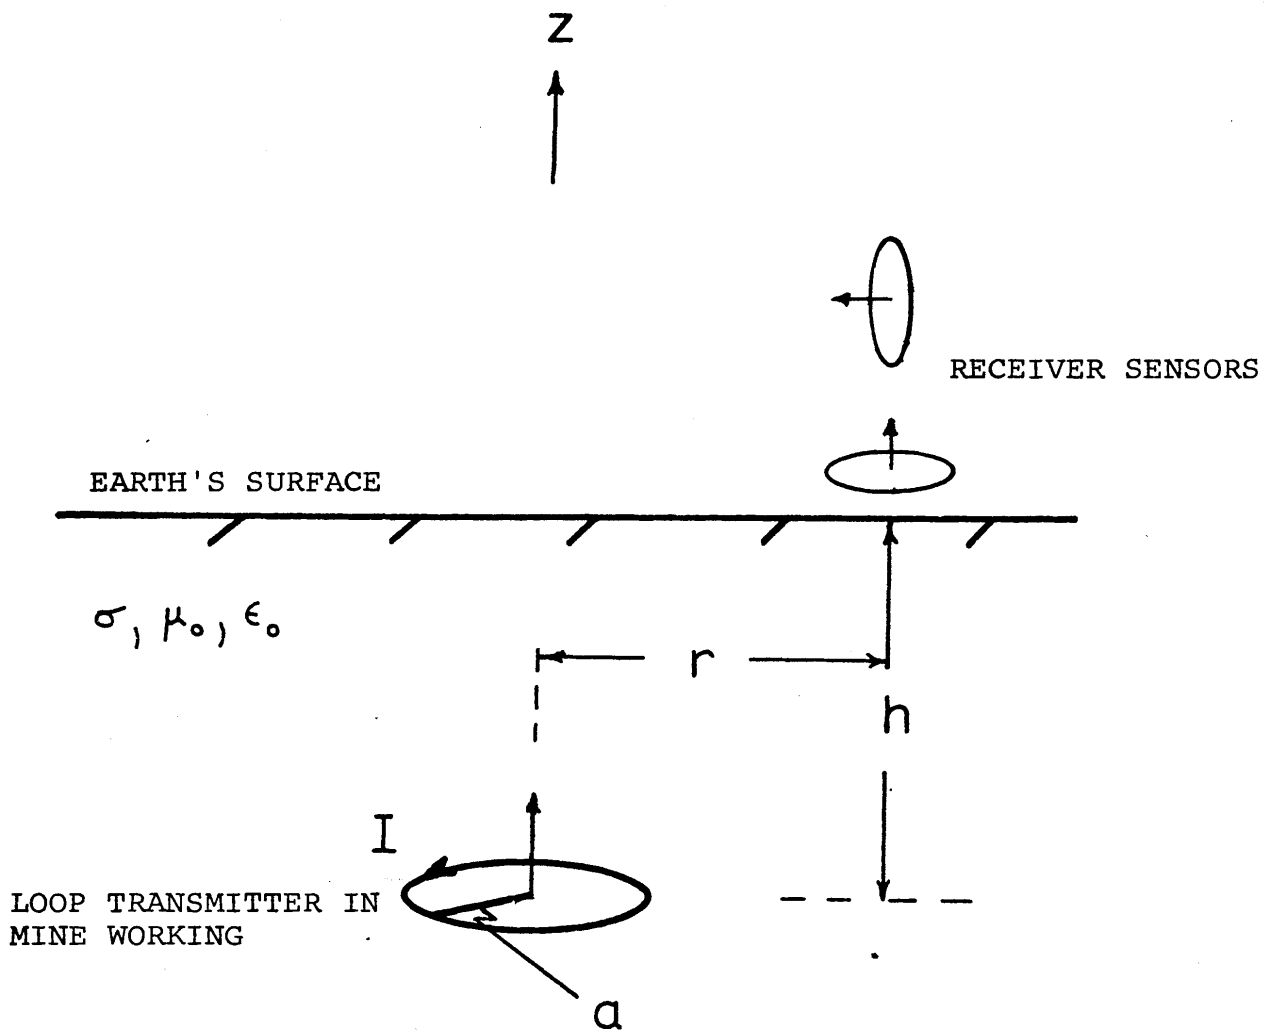 Z
RECEIVER SENSORS
EARTH'S SURFACE
σ, μ₀, ε₀
r
h
I
LOOP TRANSMITTER IN
MINE WORKING
a